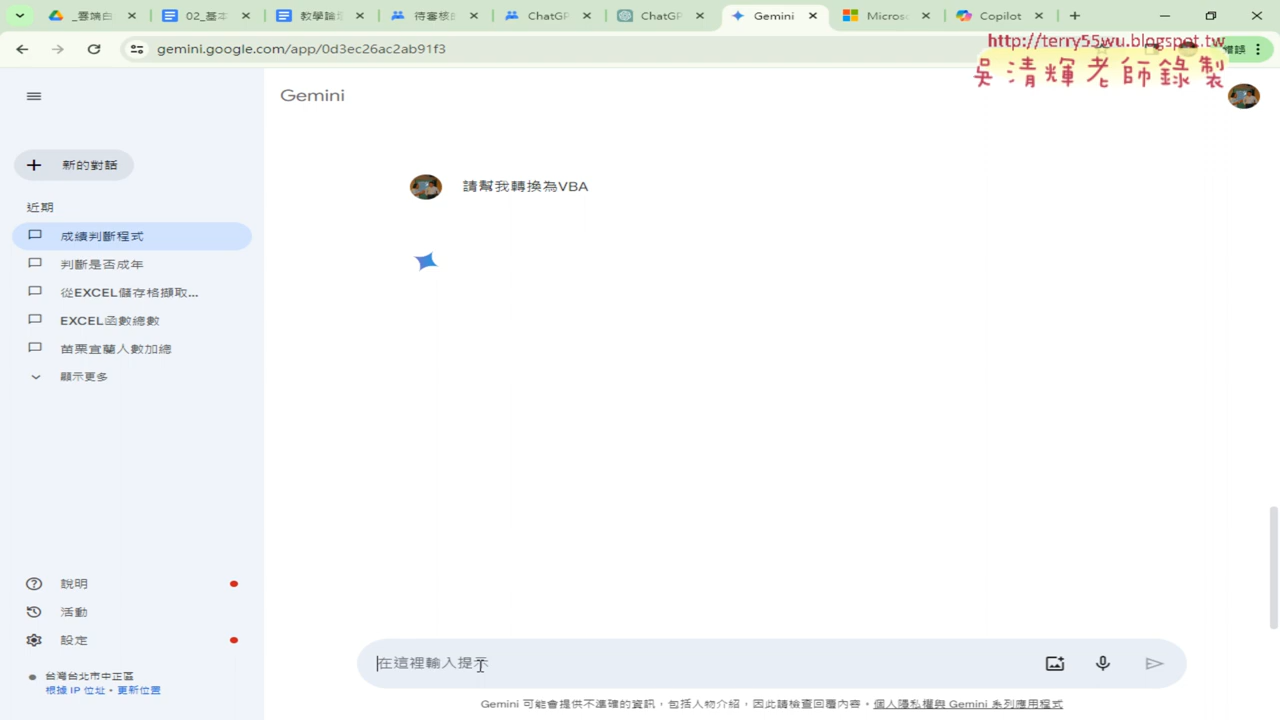 _雲端白
02_基本
教學論
待審核
ChatGP
ChatGP
Gemini
Micros
Copilot
gemini.google.com/app/0d3ec26ac2ab91f3
http://terry55wu.blogspot.tw
吳清輝老師錄製
Gemini
新的對話
近期
成績判斷程式
判斷是否成年
從EXCEL儲存格擷取...
EXCEL函數總數
苗栗宜蘭人數加總
顯示更多
請幫我轉換為VBA
說明
活動
設定
台灣台北市中正區
根據 IP 位址 • 更新位置
在這裡輸入提示
Gemini 可能會提供不準確的資訊，包括人物介紹，因此請檢查回覆內容。個人隱私權與 Gemini 系列應用程式